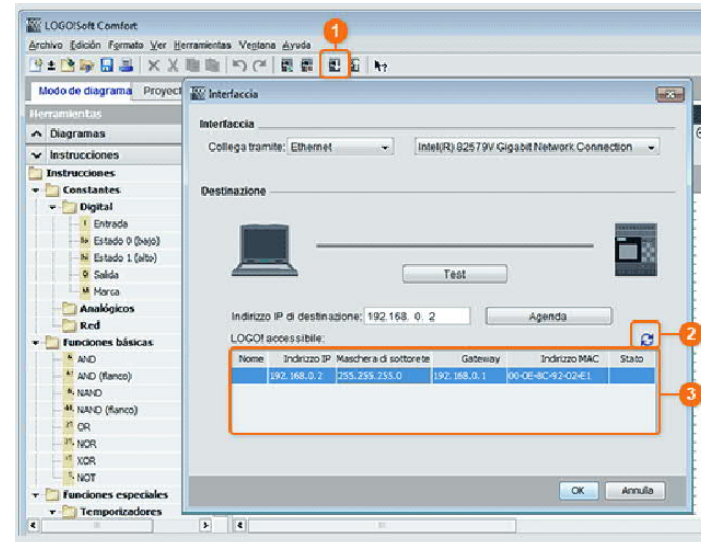 LOGO!Soft Comfort
1
Archivo Edición Formato Ver Herramientas Ventana Ayuda
Modo de diagrama Proyect
Herramientas
Diagramas
Instrucciones
Instrucciones
Constantes
Digital
I Entrada
lo Estado 0 (bajo)
hi Estado 1 (alto)
Q Salida
M Marca
Analógicos
Red
Funciones básicas
AND
AND (flanco)
NAND
NAND (flanco)
OR
NOR
XOR
NOT
Funciones especiales
Temporizadores
Interfaccia
Interfaccia
Collega tramite: Ethernet Intel(R) 82579V Gigabit Network Connection
Destinazione
Test
Indirizzo IP di destinazione: 192.168. 0. 2 Agenda
LOGO! accessibile:
2
Nome Indirizzo IP Maschera di sottorete Gateway Indirizzo MAC Stato
192.168.0.2 255.255.255.0 192.168.0.1 00-0E-8C-92-02-E1
3
OK Annulla